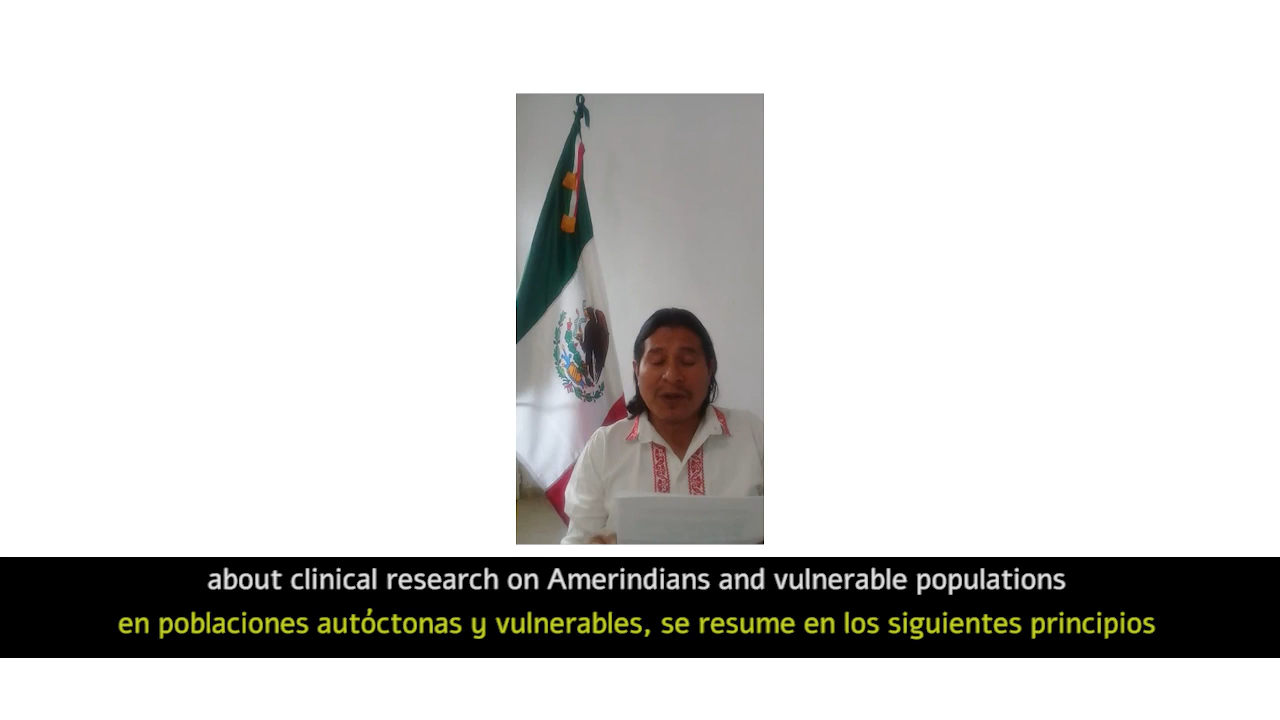 about clinical research on Amerindians and vulnerable populations
en poblaciones autóctonas y vulnerables, se resume en los siguientes principios